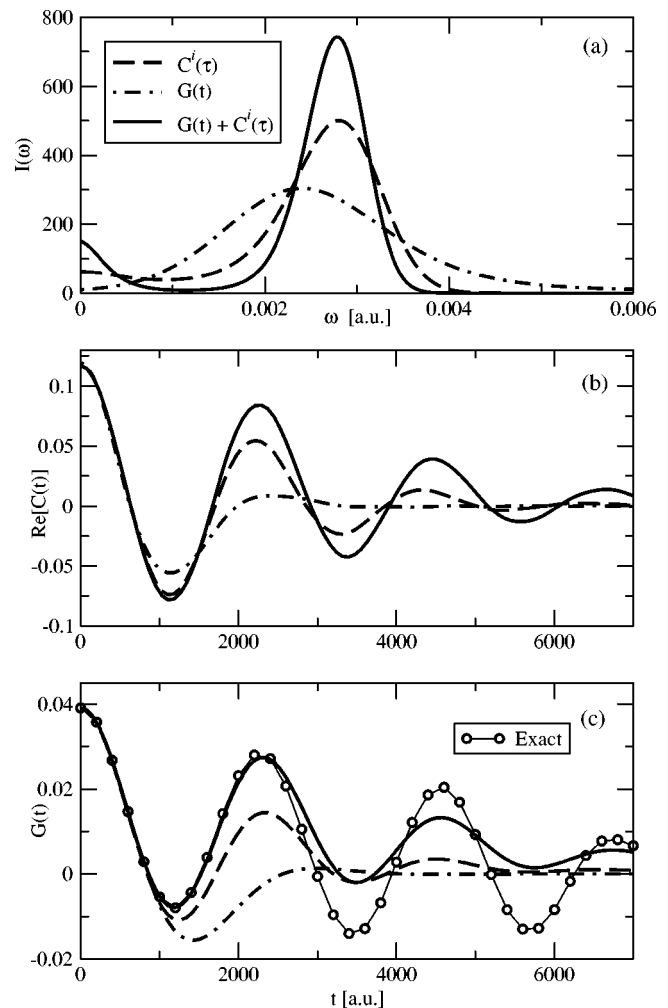 800
(a)
C^i(τ)
600
G(t)
G(t) + C^i(τ)
I(ω)
400
200
0
0
0.002
0.004
0.006
ω [a.u.]
(b)
0.1
0.05
Re[C(t)]
0
-0.05
-0.1
0
2000
4000
6000
0.04
(c)
Exact
0.02
G(t)
0
-0.02
0
2000
4000
6000
t [a.u.]